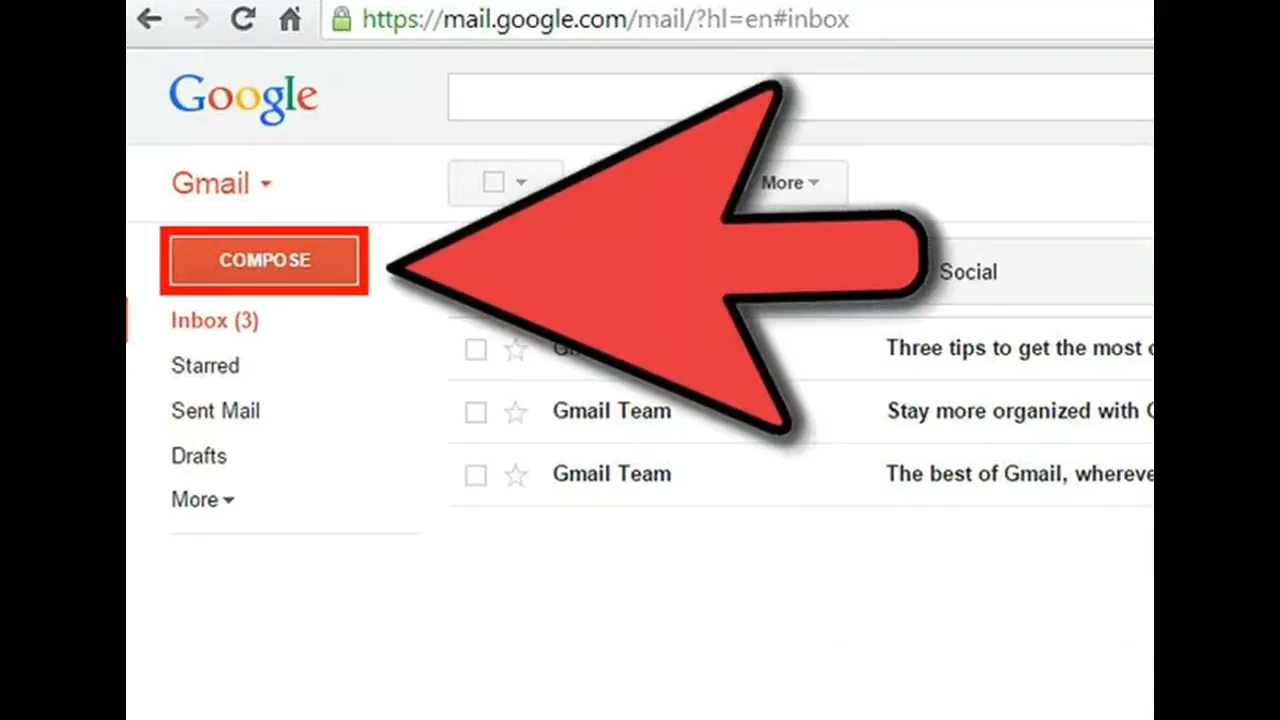 https://mail.google.com/mail/?hl=en#inbox
Google
Gmail
More
COMPOSE
Social
Inbox (3)
Three tips to get the most
Starred
Sent Mail
Gmail Team
Stay more organized with
Drafts
Gmail Team
The best of Gmail,
More